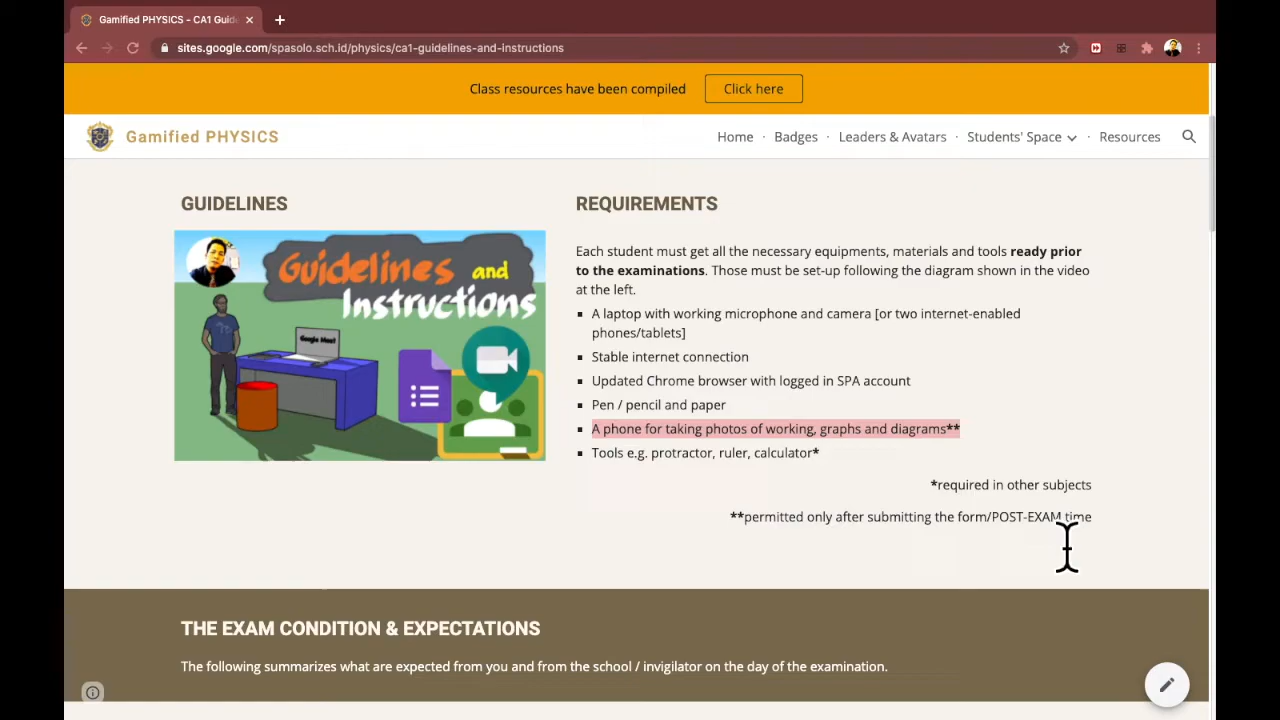 Gamified PHYSICS - CA1 Guide
sites.google.com/spasolo.sch.id/physics/ca1-guidelines-and-instructions
Class resources have been compiled
Click here
Gamified PHYSICS
Home
Badges
Leaders & Avatars
Students' Space
Resources
GUIDELINES
Guidelines and
Instructions
Google Meet
REQUIREMENTS
Each student must get all the necessary equipments, materials and tools ready prior
to the examinations. Those must be set-up following the diagram shown in the video
at the left.
A laptop with working microphone and camera [or two internet-enabled
phones/tablets]
Stable internet connection
Updated Chrome browser with logged in SPA account
Pen / pencil and paper
A phone for taking photos of working, graphs and diagrams**
Tools e.g. protractor, ruler, calculator*
*required in other subjects
**permitted only after submitting the form/POST-EXAM time
THE EXAM CONDITION & EXPECTATIONS
The following summarizes what are expected from you and from the school / invigilator on the day of the examination.